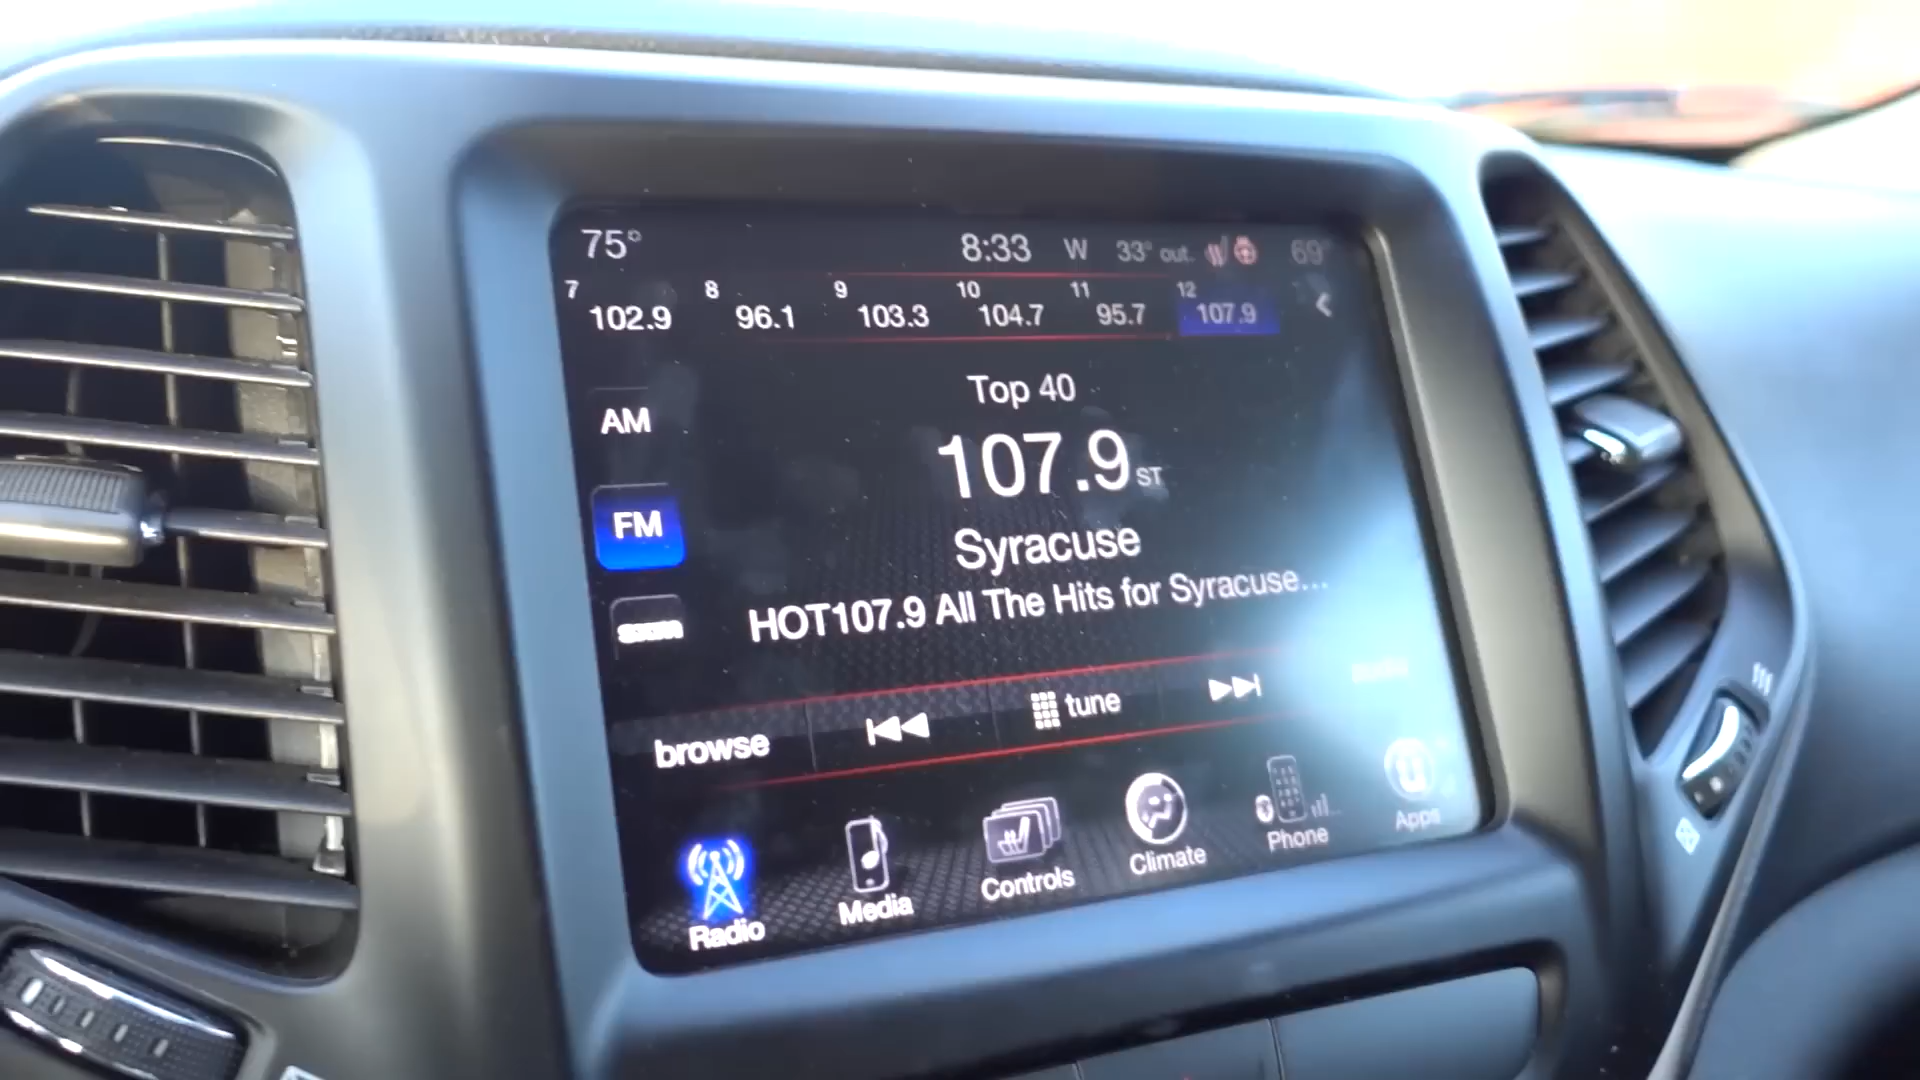 75° 8:33 W 33° out. 69°
7 8 9 10 11 12
102.9 96.1 103.3 104.7 95.7 107.9
Top 40
AM
107.9 ST
FM
Syracuse
HOT107.9 All The Hits for Syracuse...
browse tune
Radio Media Controls Climate Phone Apps